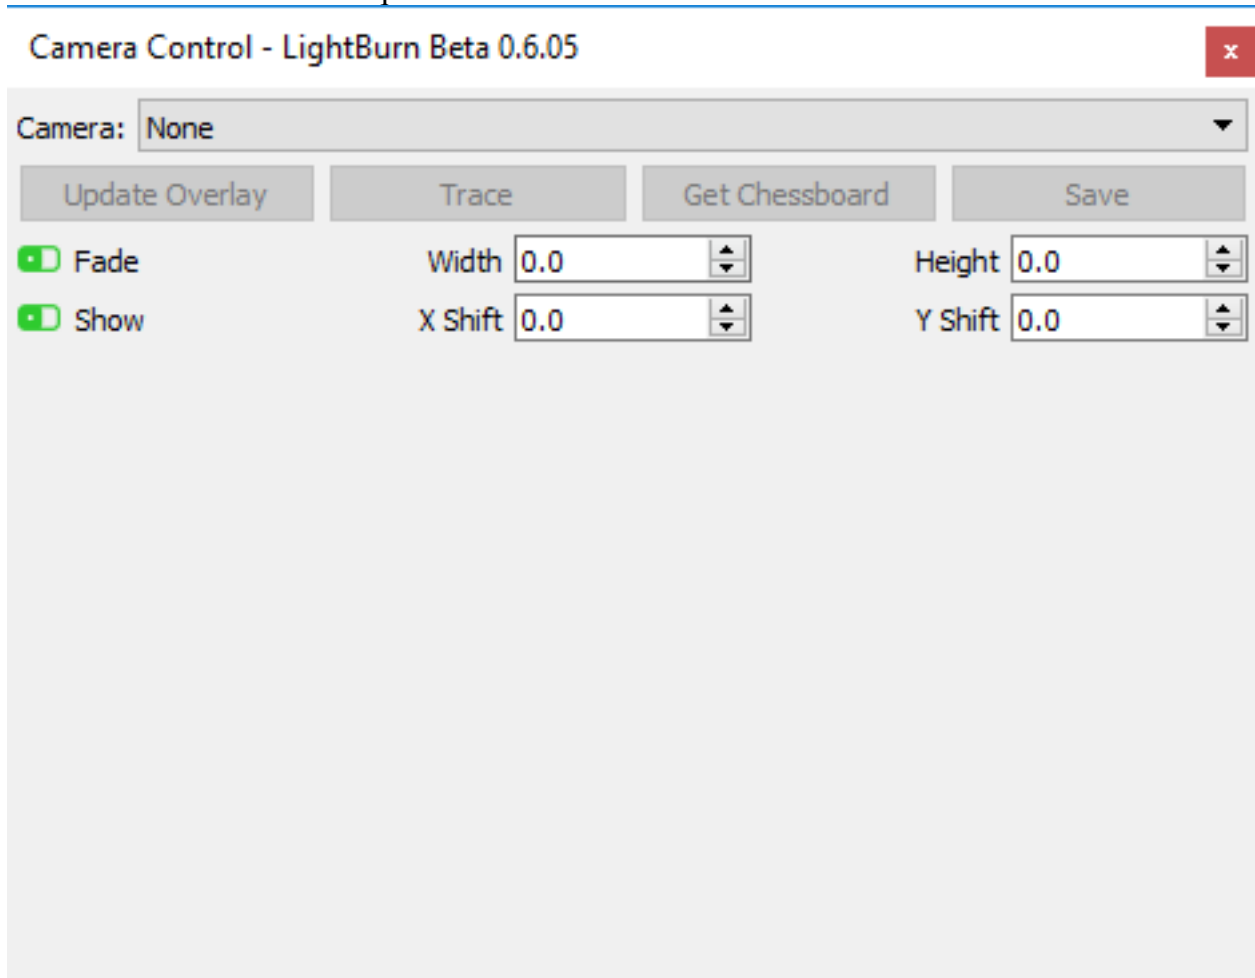 Camera Control - LightBurn Beta 0.6.05
x
Camera: None
Update Overlay Trace Get Chessboard Save
Fade Width 0.0 Height 0.0
Show X Shift 0.0 Y Shift 0.0